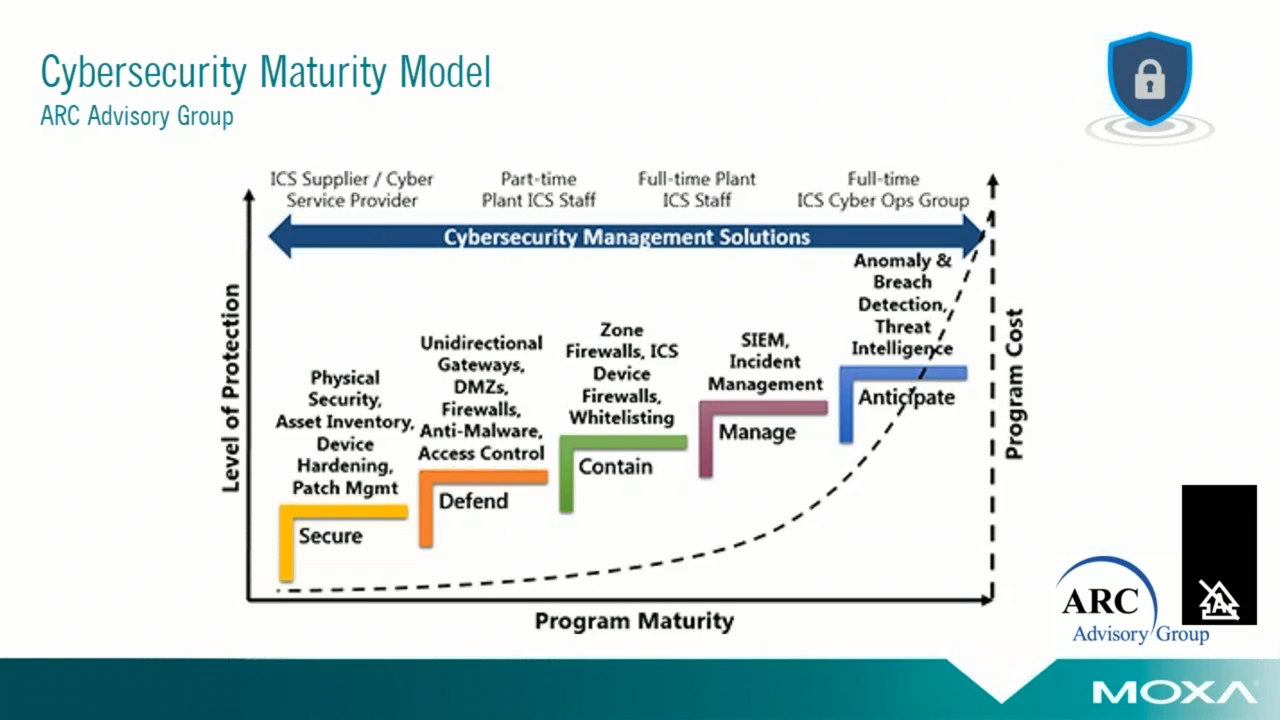 Cybersecurity Maturity Model
ARC Advisory Group
ICS Supplier / Cyber
Service Provider
Part-time
Plant ICS Staff
Full-time Plant
ICS Staff
Full-time
ICS Cyber Ops Group
Cybersecurity Management Solutions
Level of Protection
Physical
Security,
Asset Inventory,
Device
Hardening,
Patch Mgmt
Secure
Unidirectional
Gateways,
DMZs,
Firewalls,
Anti-Malware,
Access Control
Defend
Zone
Firewalls, ICS
Device
Firewalls,
Whitelisting
Contain
SIEM,
Incident
Management
Manage
Anomaly &
Breach
Detection,
Threat
Intelligence
Anticipate
Program Cost
Program Maturity
ARC
Advisory Group
MOXA